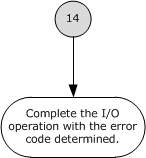 14
Complete the I/O
operation with the error
code determined.